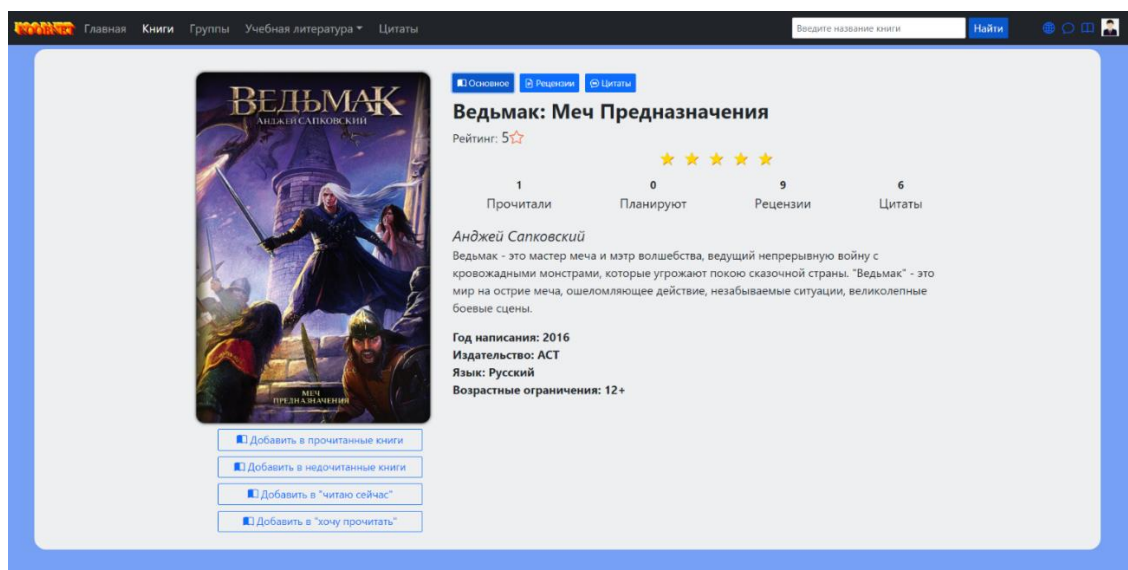 Главная Книги Группы Учебная литература Цитаты Введите название книги Найти
ВЕДЬМАК
АНДЖЕЙ САПКОВСКИЙ
МЕЧ
ПРЕДНАЗНАЧЕНИЯ
Добавить в прочитанные книги
Добавить в недочитанные книги
Добавить в "читаю сейчас"
Добавить в "хочу прочитать"
Основное Рецензии Цитаты
Ведьмак: Меч Предназначения
Рейтинг: 5
1 0 9 6
Прочитали Планируют Рецензии Цитаты
Анджей Сапковский
Ведьмак - это мастер меча и мэтр волшебства, ведущий непрерывную войну с
кровожадными монстрами, которые угрожают покою сказочной страны. "Ведьмак" - это
мир на острие меча, ошеломляющее действие, незабываемые ситуации, великолепные
боевые сцены.
Год написания: 2016
Издательство: АСТ
Язык: Русский
Возрастные ограничения: 12+